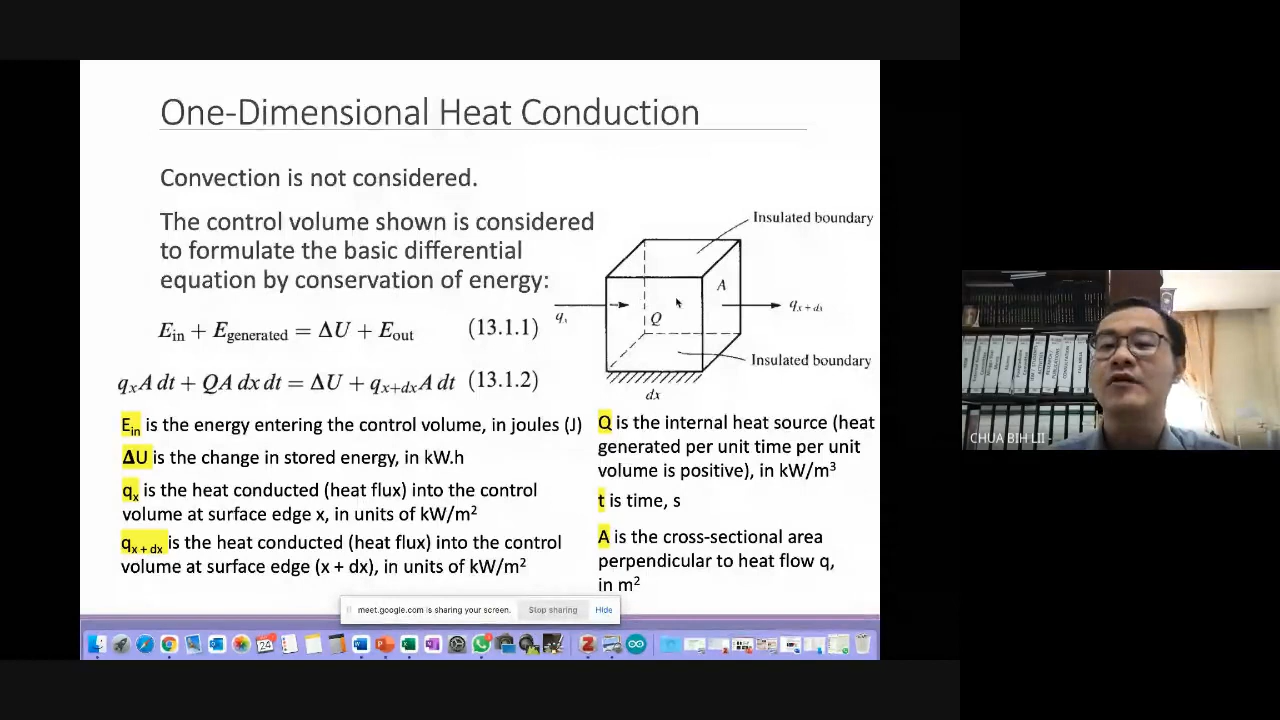 One-Dimensional Heat Conduction
Convection is not considered.
The control volume shown is considered
to formulate the basic differential
equation by conservation of energy:
E_in + E_generated = ΔU + E_out (13.1.1)
q_xA dt + QA dx dt = ΔU + q_{x+dx}A dt (13.1.2)
Insulated boundary
A
q_x
Q
q_{x + dx}
Insulated boundary
dx
E_in is the energy entering the control volume, in joules (J)
ΔU is the change in stored energy, in kW.h
q_x is the heat conducted (heat flux) into the control
volume at surface edge x, in units of kW/m²
q_{x + dx} is the heat conducted (heat flux) into the control
volume at surface edge (x + dx), in units of kW/m²
Q is the internal heat source (heat
generated per unit time per unit
volume is positive), in kW/m³
t is time, s
A is the cross-sectional area
perpendicular to heat flow q,
in m²
meet.google.com is sharing your screen. Stop sharing Hide
24
CHUA BIH LII